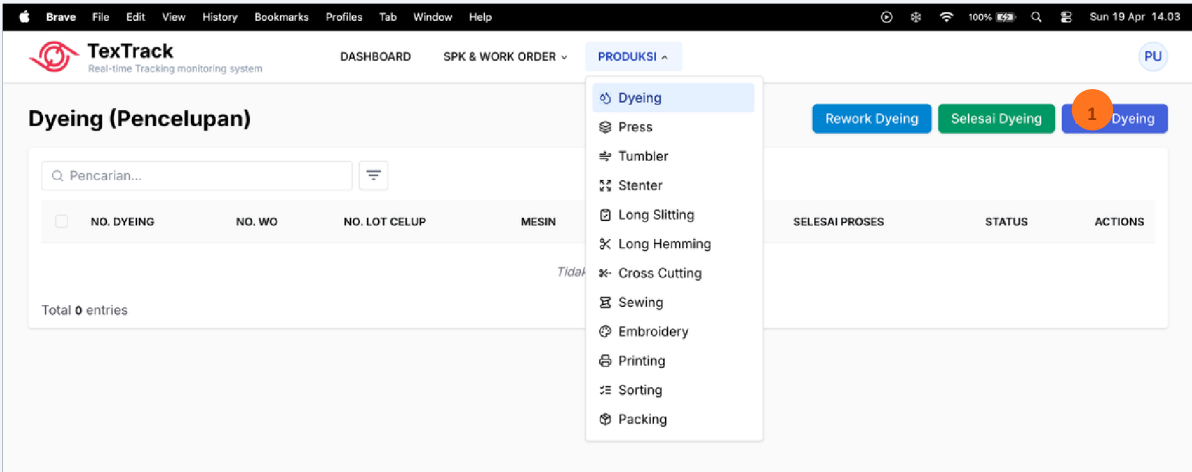 Brave File Edit View History Bookmarks Profiles Tab Window Help 100% Sun 19 Apr 14.03
TexTrack
Real-time Tracking monitoring system
DASHBOARD SPK & WORK ORDER PRODUKSI PU
Dyeing (Pencelupan)
Rework Dyeing Selesai Dyeing 1 Dyeing
Pencarian...
NO. DYEING NO. WO NO. LOT CELUP MESIN SELESAI PROSES STATUS ACTIONS
Total 0 entries
Dyeing
Press
Tumbler
Stenter
Long Slitting
Long Hemming
Cross Cutting
Sewing
Embroidery
Printing
Sorting
Packing